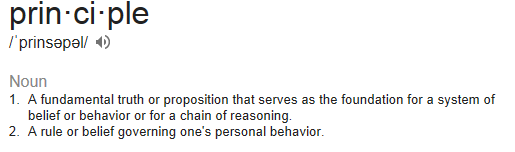 prin·ci·ple
/ˈprinsəpəl/
Noun
1. A fundamental truth or proposition that serves as the foundation for a system of
belief or behavior or for a chain of reasoning.
2. A rule or belief governing one's personal behavior.